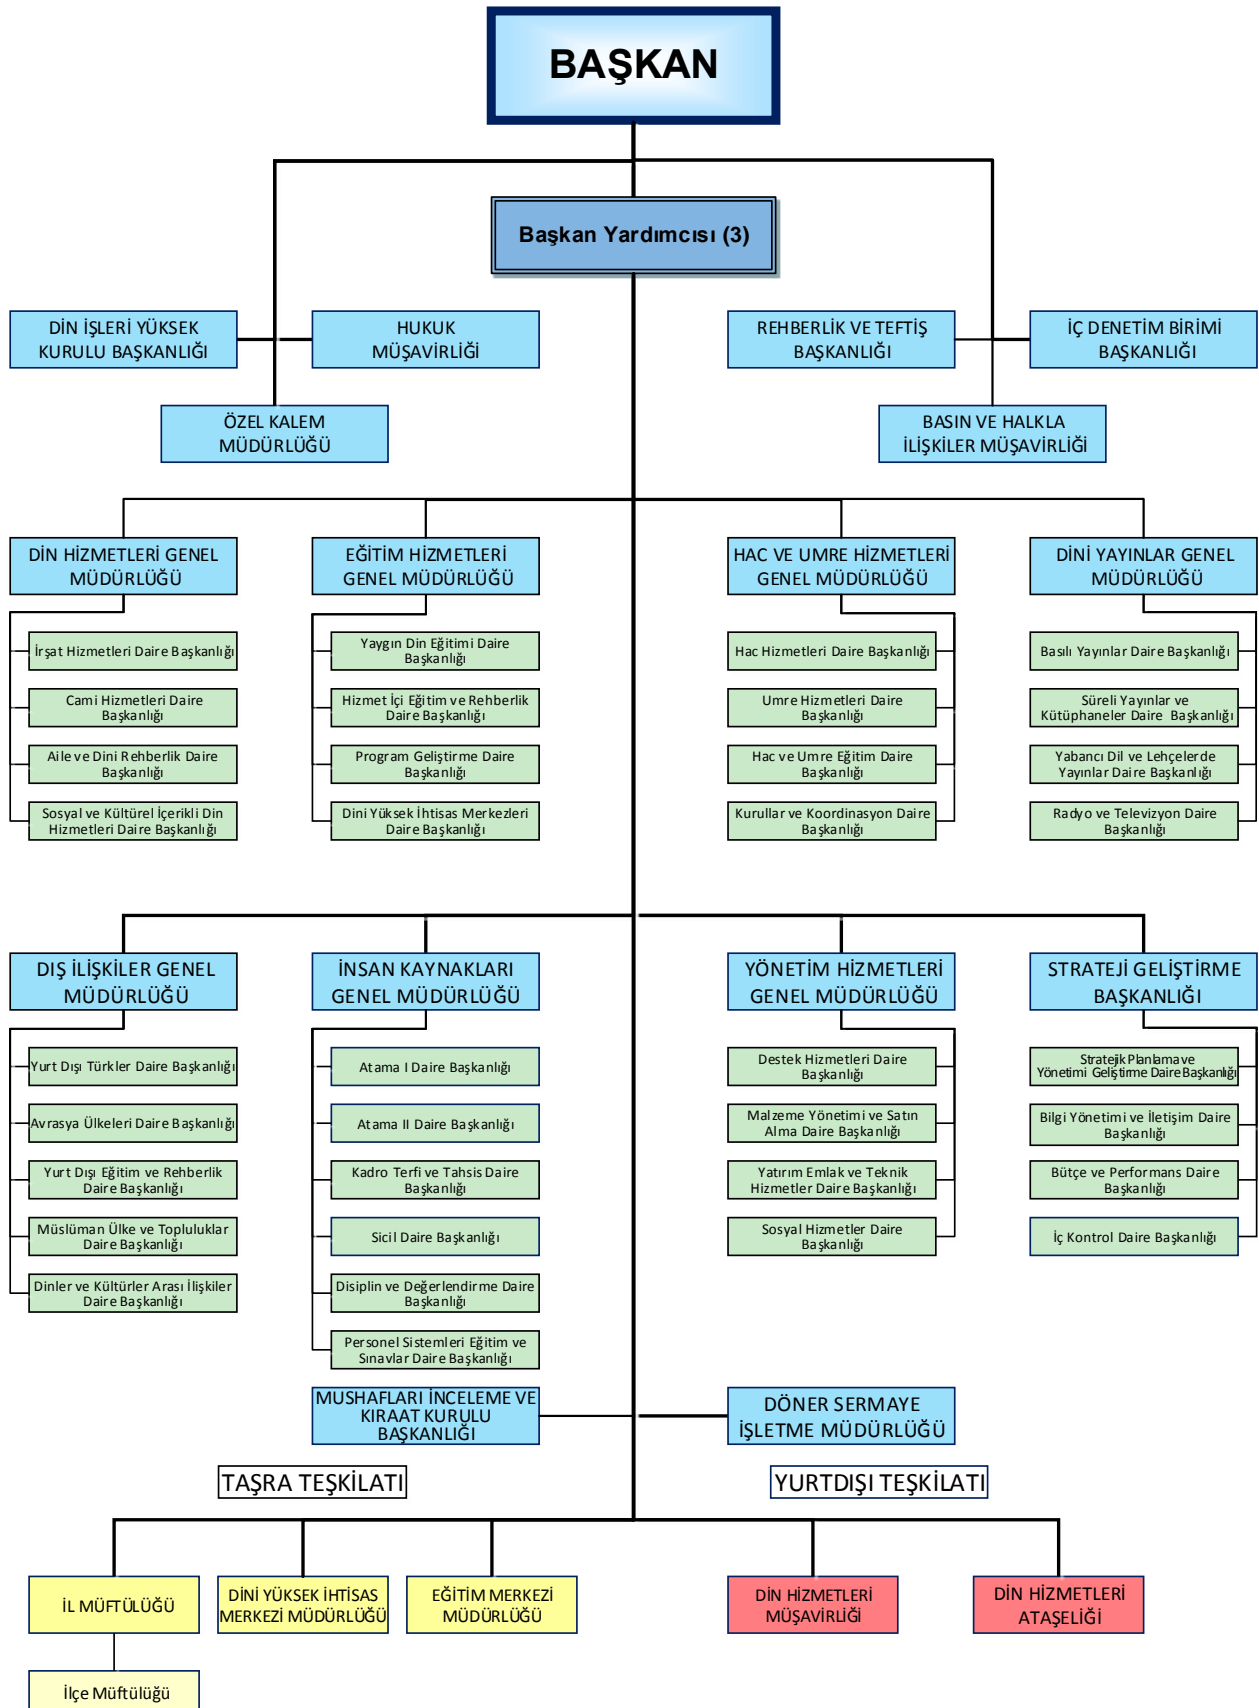 BAŞKAN
Başkan Yardımcısı (3)
DİN İŞLERİ YÜKSEK
KURULU BAŞKANLIĞI
HUKUK
MÜŞAVİRLİĞİ
REHBERLİK VE TEFTİŞ
BAŞKANLIĞI
İÇ DENETİM BİRİMİ
BAŞKANLIĞI
ÖZEL KALEM
MÜDÜRLÜĞÜ
BASIN VE HALKLA
İLİŞKİLER MÜŞAVİRLİĞİ
DİN HİZMETLERİ GENEL
MÜDÜRLÜĞÜ
İrşat Hizmetleri Daire Başkanlığı
Cami Hizmetleri Daire
Başkanlığı
Aile ve Dini Rehberlik Daire
Başkanlığı
Sosyal ve Kültürel İçerikli Din
Hizmetleri Daire Başkanlığı
EĞİTİM HİZMETLERİ
GENEL MÜDÜRLÜĞÜ
Yaygın Din Eğitimi Daire
Başkanlığı
Hizmet İçi Eğitim ve Rehberlik
Daire Başkanlığı
Program Geliştirme Daire
Başkanlığı
Dini Yüksek İhtisas Merkezleri
Daire Başkanlığı
HAC VE UMRE HİZMETLERİ
GENEL MÜDÜRLÜĞÜ
Hac Hizmetleri Daire Başkanlığı
Umre Hizmetleri Daire
Başkanlığı
Hac ve Umre Eğitim Daire
Başkanlığı
Kurullar ve Koordinasyon Daire
Başkanlığı
DİNİ YAYINLAR GENEL
MÜDÜRLÜĞÜ
Basılı Yayınlar Daire Başkanlığı
Süreli Yayınlar ve
Kütüphaneler Daire Başkanlığı
Yabancı Dil ve Lehçelerde
Yayınlar Daire Başkanlığı
Radyo ve Televizyon Daire
Başkanlığı
DIŞ İLİŞKİLER GENEL
MÜDÜRLÜĞÜ
Yurt Dışı Türkler Daire Başkanlığı
Avrasya Ülkeleri Daire Başkanlığı
Yurt Dışı Eğitim ve Rehberlik
Daire Başkanlığı
Müslüman Ülke ve Topluluklar
Daire Başkanlığı
Dinler ve Kültürler Arası İlişkiler
Daire Başkanlığı
İNSAN KAYNAKLARI
GENEL MÜDÜRLÜĞÜ
Atama I Daire Başkanlığı
Atama II Daire Başkanlığı
Kadro Terfi ve Tahsis Daire
Başkanlığı
Sicil Daire Başkanlığı
Disiplin ve Değerlendirme Daire
Başkanlığı
Personel Sistemleri Eğitim ve
Sınavlar Daire Başkanlığı
YÖNETİM HİZMETLERİ
GENEL MÜDÜRLÜĞÜ
Destek Hizmetleri Daire
Başkanlığı
Malzeme Yönetimi ve Satın
Alma Daire Başkanlığı
Yatırım Emlak ve Teknik
Hizmetler Daire Başkanlığı
Sosyal Hizmetler Daire
Başkanlığı
STRATEJİ GELİŞTİRME
BAŞKANLIĞI
Stratejik Planlama ve
Yönetimi Geliştirme Daire Başkanlığı
Bilgi Yönetimi ve İletişim Daire
Başkanlığı
Bütçe ve Performans Daire
Başkanlığı
İç Kontrol Daire Başkanlığı
MUSHAFLARI İNCELEME VE
KIRAAT KURULU
BAŞKANLIĞI
DÖNER SERMAYE
İŞLETME MÜDÜRLÜĞÜ
TAŞRA TEŞKİLATI
YURTDIŞI TEŞKİLATI
İL MÜFTÜLÜĞÜ
DİNİ YÜKSEK İHTİSAS
MERKEZİ MÜDÜRLÜĞÜ
EĞİTİM MERKEZİ
MÜDÜRLÜĞÜ
DİN HİZMETLERİ
MÜŞAVİRLİĞİ
DİN HİZMETLERİ
ATAŞELİĞİ
İlçe Müftülüğü